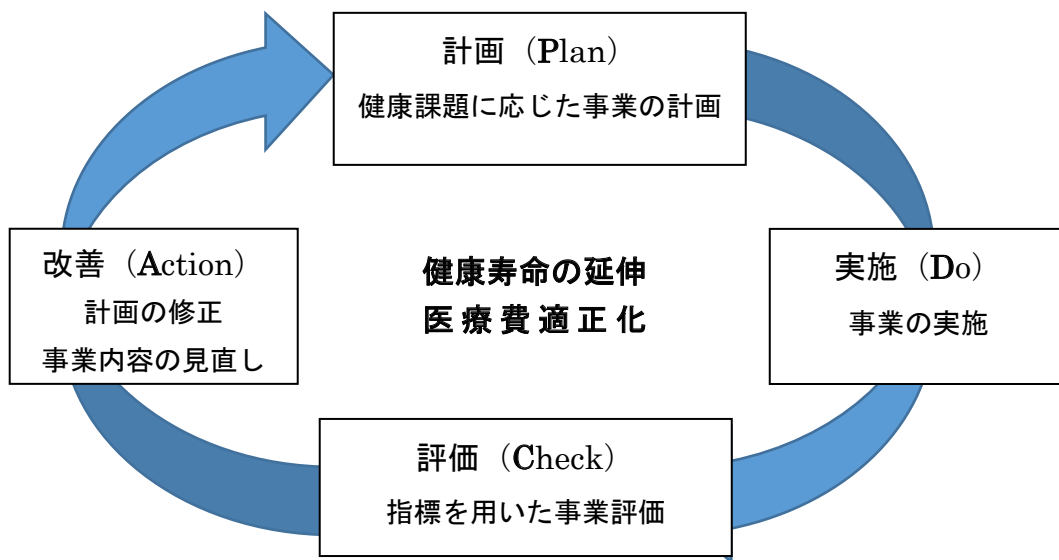 計画（Plan）
健康課題に応じた事業の計画
改善（Action）
計画の修正
事業内容の見直し
健康寿命の延伸
医療費適正化
実施（Do）
事業の実施
評価（Check）
指標を用いた事業評価